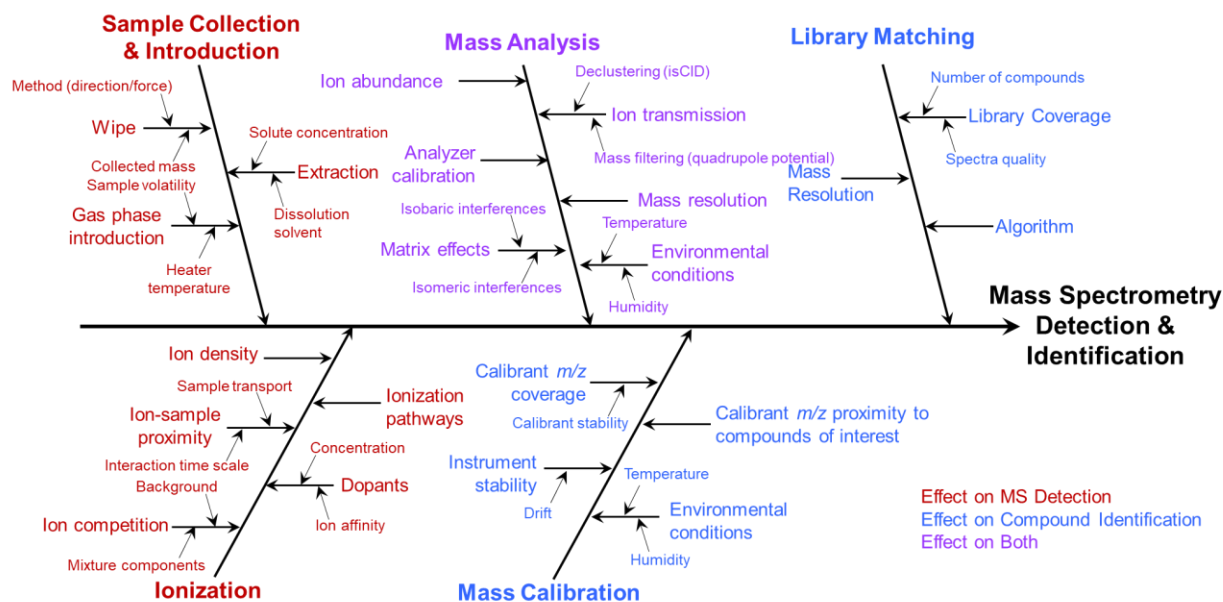 Sample Collection
& Introduction
Method (direction/force)
Wipe
Collected mass
Solute concentration
Extraction
Dissolution
solvent
Sample volatility
Gas phase
introduction
Heater
temperature
Mass Analysis
Ion abundance
Declustering (isCID)
Ion transmission
Mass filtering (quadrupole potential)
Analyzer
calibration
Mass resolution
Isobaric interferences
Matrix effects
Isomeric interferences
Temperature
Environmental
conditions
Humidity
Library Matching
Number of compounds
Library Coverage
Spectra quality
Mass
Resolution
Algorithm
Mass Spectrometry
Detection &
Identification
Ion density
Ionization
pathways
Sample transport
Ion-sample
proximity
Interaction time scale
Concentration
Dopants
Ion affinity
Background
Ion competition
Mixture components
Ionization
Calibrant m/z
coverage
Calibrant stability
Calibrant m/z proximity to
compounds of interest
Instrument
stability
Drift
Temperature
Environmental
conditions
Humidity
Mass Calibration
Effect on MS Detection
Effect on Compound Identification
Effect on Both